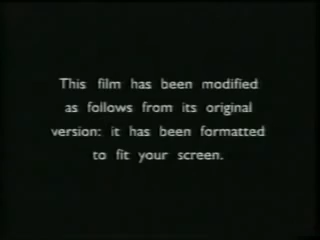 This film has been modified
as follows from its original
version: it has been formatted
to fit your screen.